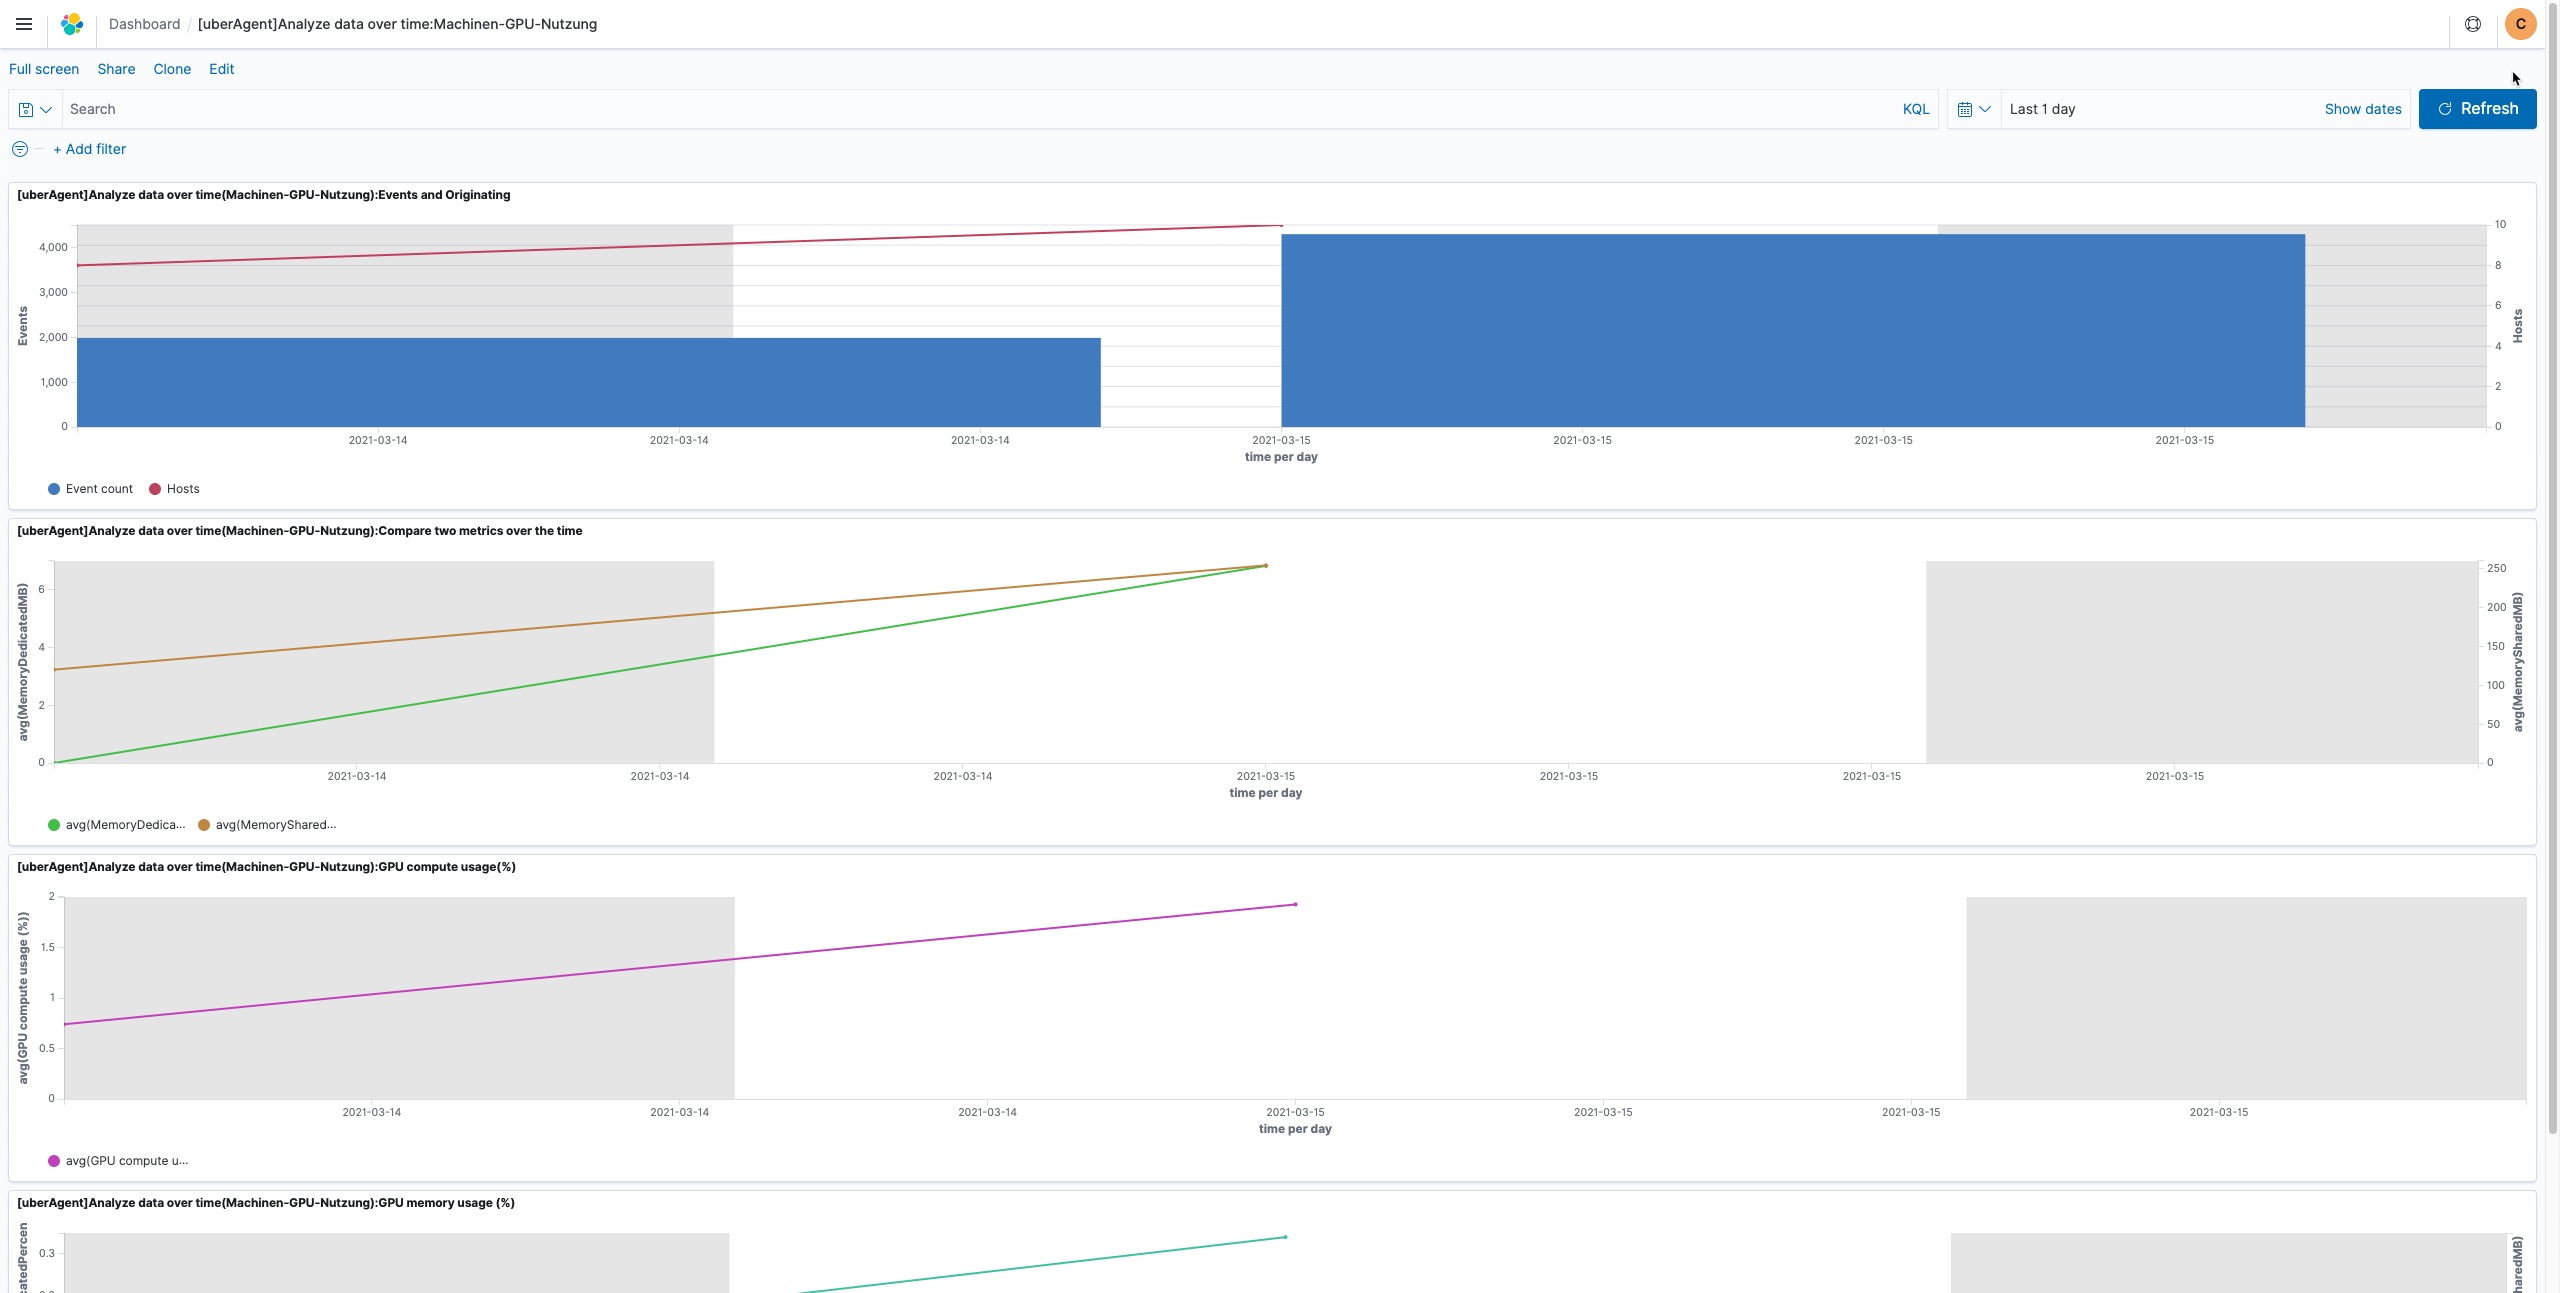 Dashboard / [uberAgent]Analyze data over time:Machinen-GPU-Nutzung
C
Full screen Share Clone Edit
Search KQL Last 1 day Show dates Refresh
+ Add filter
[uberAgent]Analyze data over time(Machinen-GPU-Nutzung):Events and Originating
Events
4,000
3,000
2,000
1,000
0
10
8
6
4
2
0
Hosts
2021-03-14 2021-03-14 2021-03-14 2021-03-15 2021-03-15 2021-03-15 2021-03-15
time per day
Event count Hosts
[uberAgent]Analyze data over time(Machinen-GPU-Nutzung):Compare two metrics over the time
avg(MemoryDedicatedMB)
6
4
2
0
250
200
150
100
50
0
avg(MemorySharedMB)
2021-03-14 2021-03-14 2021-03-14 2021-03-15 2021-03-15 2021-03-15 2021-03-15
time per day
avg(MemoryDedica... avg(MemoryShared...
[uberAgent]Analyze data over time(Machinen-GPU-Nutzung):GPU compute usage(%)
avg(GPU compute usage (%))
2
1.5
1
0.5
0
2021-03-14 2021-03-14 2021-03-14 2021-03-15 2021-03-15 2021-03-15 2021-03-15
time per day
avg(GPU compute u...
[uberAgent]Analyze data over time(Machinen-GPU-Nutzung):GPU memory usage (%)
catedPercen
0.3
haredMB)